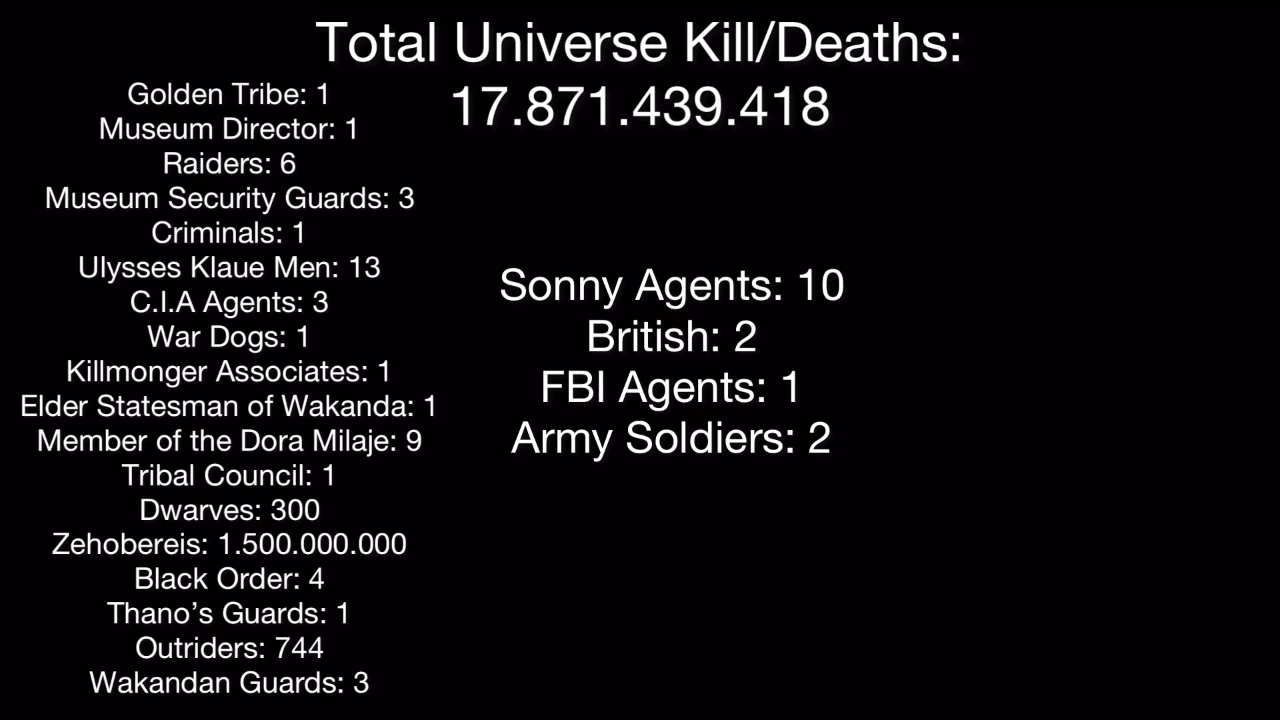 Total Universe Kill/Deaths:
17.871.439.418
Golden Tribe: 1
Museum Director: 1
Raiders: 6
Museum Security Guards: 3
Criminals: 1
Ulysses Klaue Men: 13
C.I.A Agents: 3
War Dogs: 1
Killmonger Associates: 1
Elder Statesman of Wakanda: 1
Member of the Dora Milaje: 9
Tribal Council: 1
Dwarves: 300
Zehobereis: 1.500.000.000
Black Order: 4
Thano’s Guards: 1
Outriders: 744
Wakandan Guards: 3
Sonny Agents: 10
British: 2
FBI Agents: 1
Army Soldiers: 2